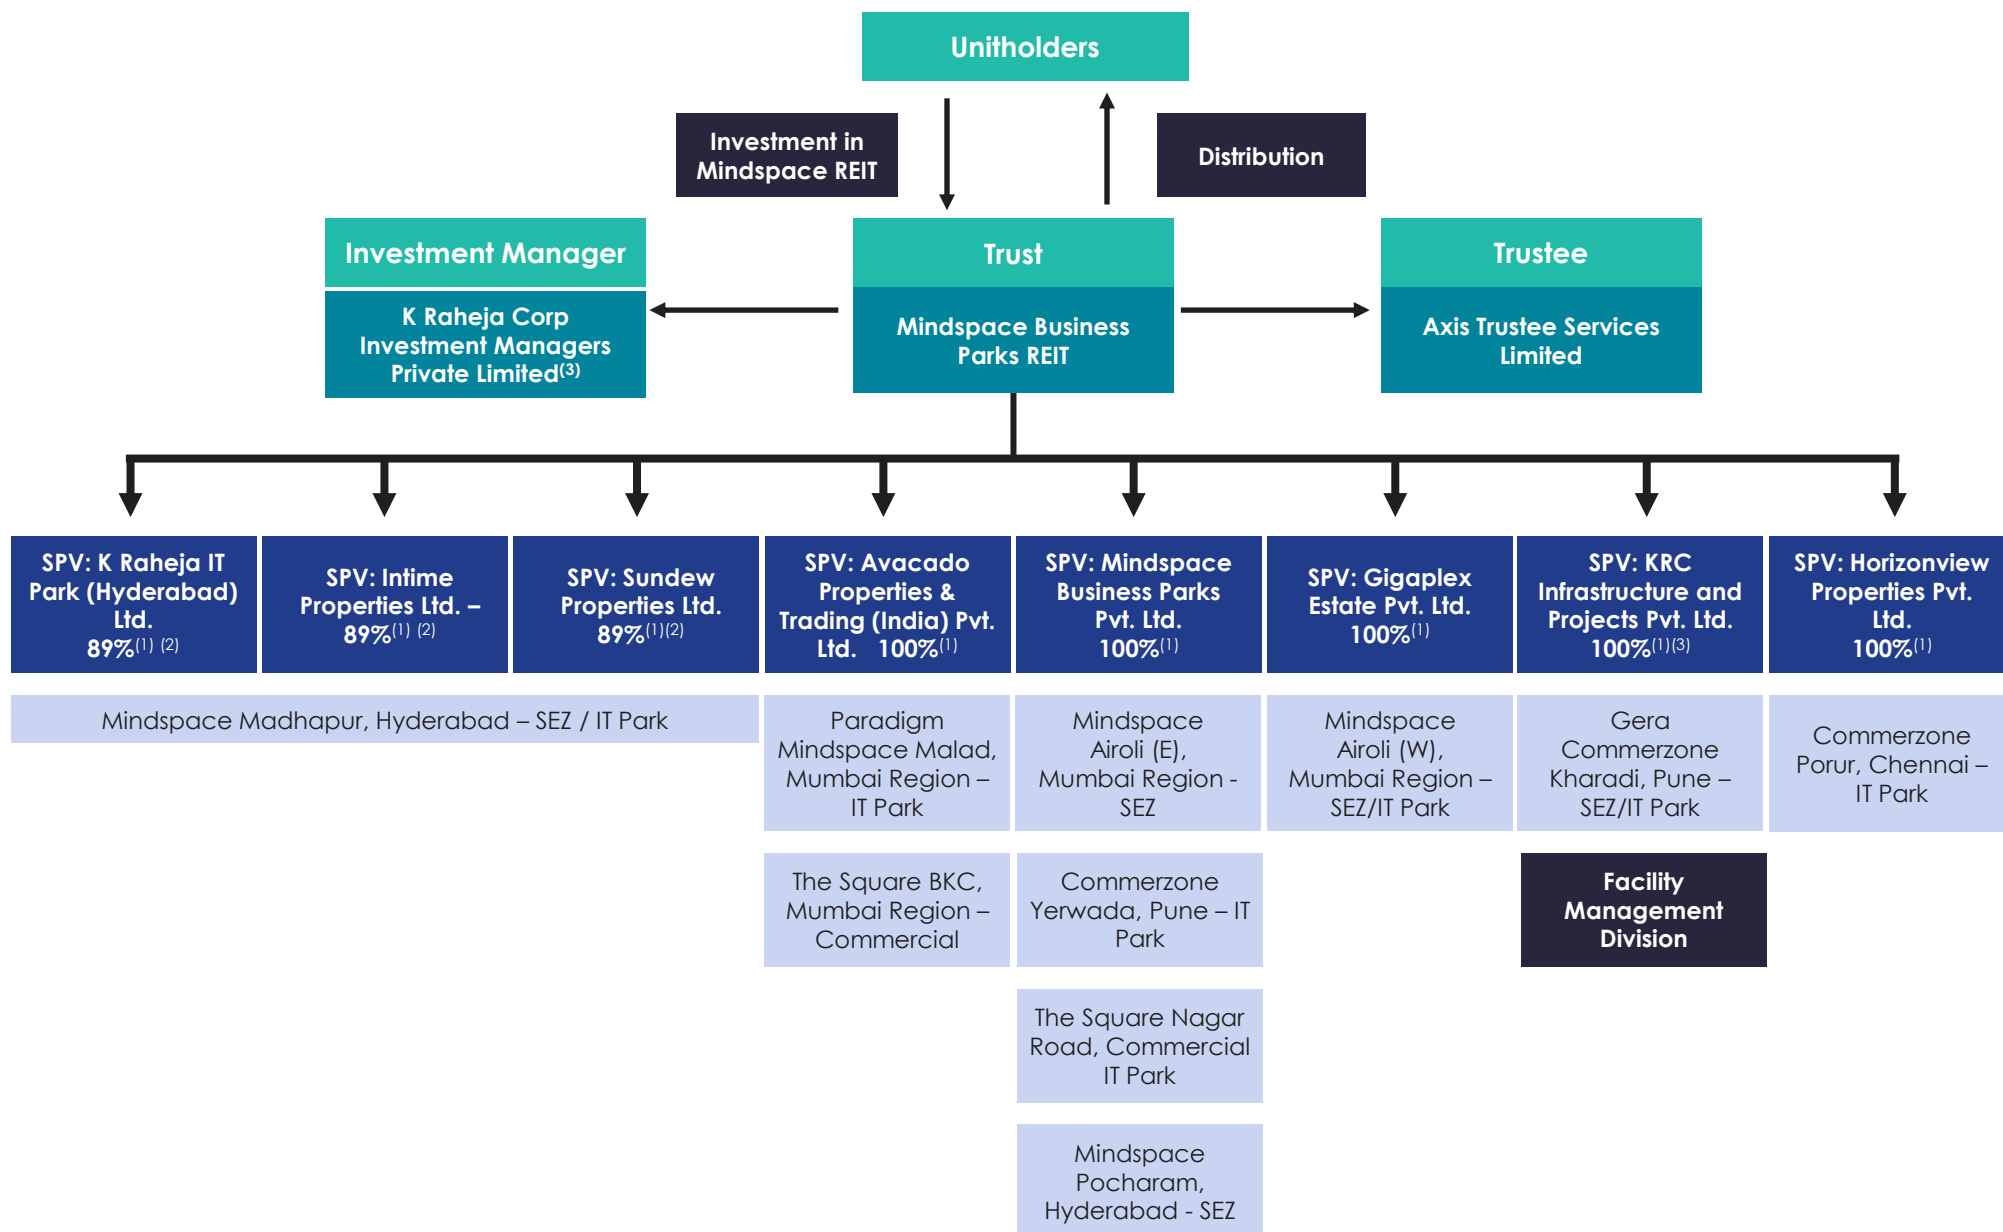 Unitholders
Investment in
Mindspace REIT
Distribution
Investment Manager
K Raheja Corp
Investment Managers
Private Limited(3)
Trust
Mindspace Business
Parks REIT
Trustee
Axis Trustee Services
Limited
SPV: K Raheja IT
Park (Hyderabad)
Ltd.
89%(1) (2)
SPV: Intime
Properties Ltd. –
89%(1) (2)
SPV: Sundew
Properties Ltd.
89%(1)(2)
SPV: Avacado
Properties &
Trading (India) Pvt.
Ltd. 100%(1)
SPV: Mindspace
Business Parks
Pvt. Ltd.
100%(1)
SPV: Gigaplex
Estate Pvt. Ltd.
100%(1)
SPV: KRC
Infrastructure and
Projects Pvt. Ltd.
100%(1)(3)
SPV: Horizonview
Properties Pvt.
Ltd.
100%(1)
Mindspace Madhapur, Hyderabad – SEZ / IT Park
Paradigm
Mindspace Malad,
Mumbai Region –
IT Park
Mindspace
Airoli (E),
Mumbai Region -
SEZ
Mindspace
Airoli (W),
Mumbai Region –
SEZ/IT Park
Gera
Commerzone
Kharadi, Pune –
SEZ/IT Park
Commerzone
Porur, Chennai –
IT Park
The Square BKC,
Mumbai Region –
Commercial
Commerzone
Yerwada, Pune – IT
Park
Facility
Management
Division
The Square Nagar
Road, Commercial
IT Park
Mindspace
Pocharam,
Hyderabad - SEZ